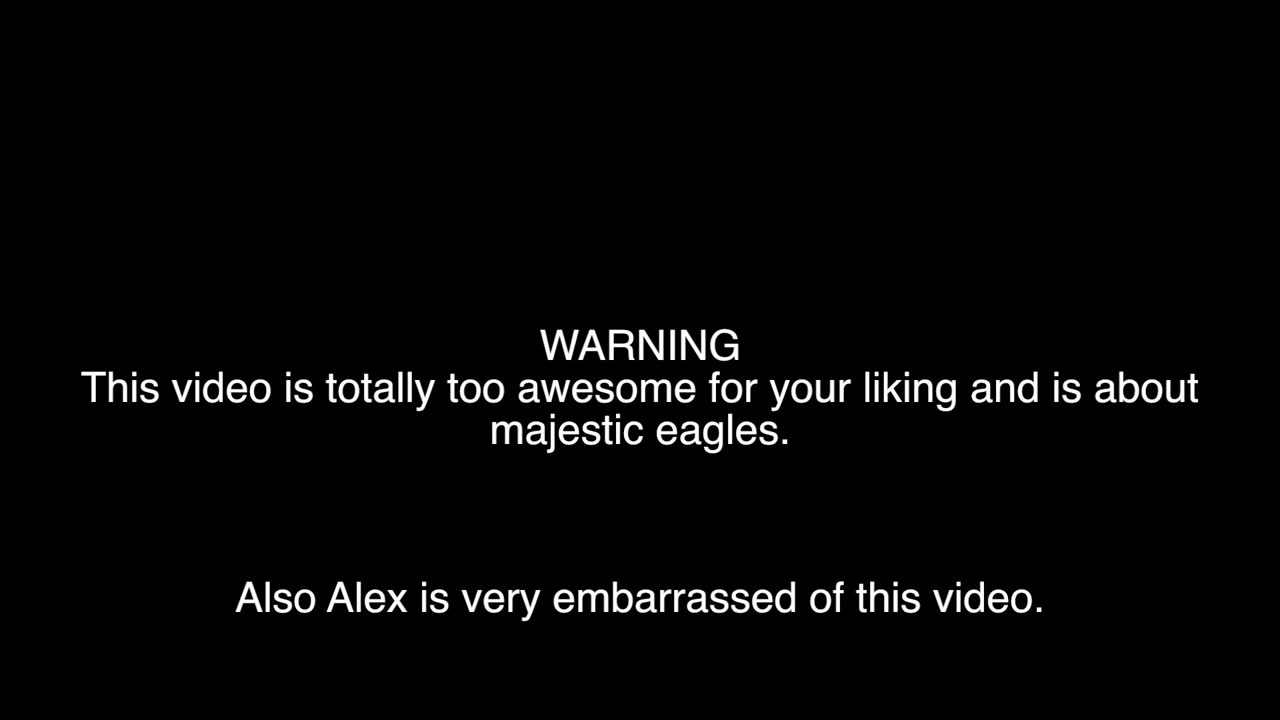 WARNING
This video is totally too awesome for your liking and is about
majestic eagles.
Also Alex is very embarrassed of this video.